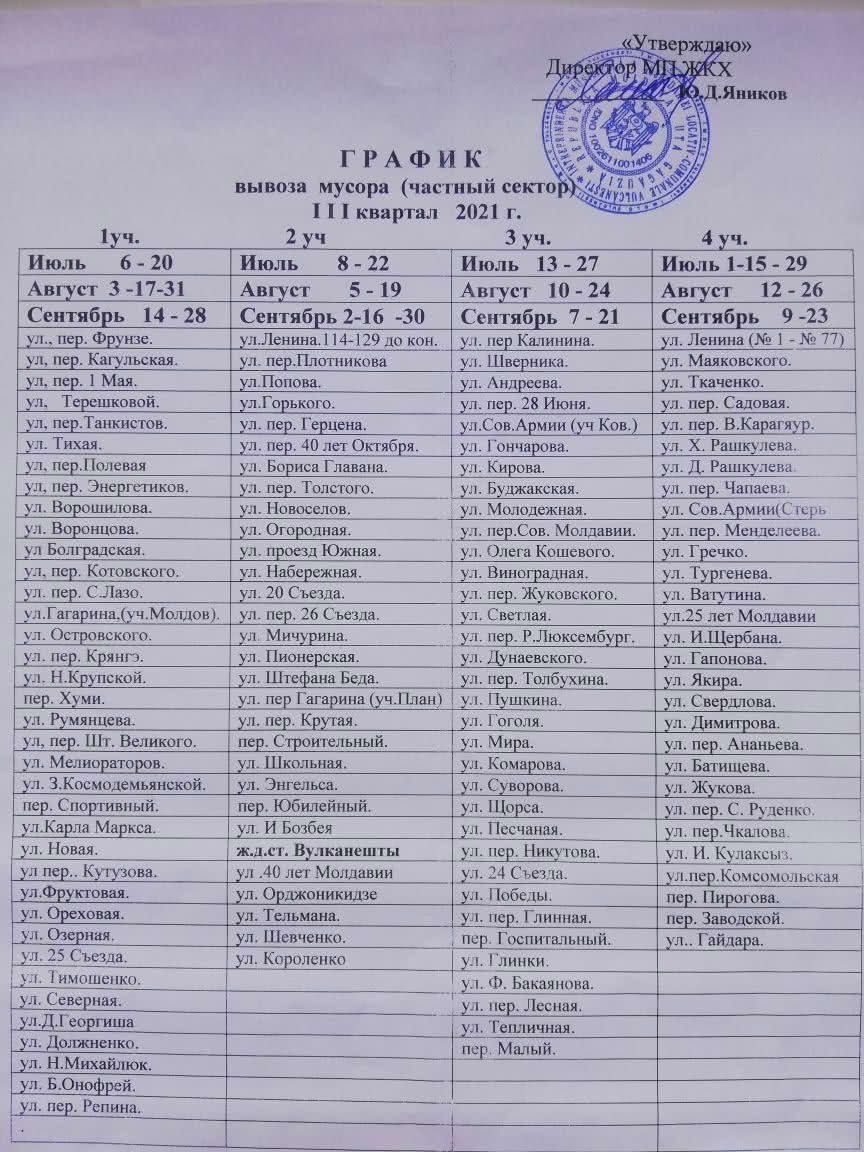 «Утверждаю»
Директор МП ЖКХ
Ю.Д.Яников
Г Р А Ф И К
вывоза мусора (частный сектор)
I I I квартал 2021 г.
1уч. 2 уч 3 уч. 4 уч.
Июль 6 - 20 Июль 8 - 22 Июль 13 - 27 Июль 1-15 - 29
Август 3 -17-31 Август 5 - 19 Август 10 - 24 Август 12 - 26
Сентябрь 14 - 28 Сентябрь 2-16 -30 Сентябрь 7 - 21 Сентябрь 9 -23
ул., пер. Фрунзе. ул.Ленина.114-129 до кон. ул. пер Калинина. ул. Ленина (№ 1 - № 77)
ул, пер. Кагульская. ул. пер.Плотникова ул. Шверника. ул. Маяковского.
ул, пер. 1 Мая. ул.Попова. ул. Андреева. ул. Ткаченко.
ул, Терешковой. ул.Горького. ул. пер. 28 Июня. ул. пер. Садовая.
ул, пер.Танкистов. ул. пер. Герцена. ул.Сов.Армии (уч Ков.) ул. пер. В.Карагяур.
ул. Тихая. ул. пер. 40 лет Октября. ул. Гончарова. ул. Х. Рашкулева.
ул, пер.Полевая ул. Бориса Главана. ул. Кирова. ул. Д. Рашкулева.
ул, пер. Энергетиков. ул. пер. Толстого. ул. Буджакская. ул. пер. Чапаева.
ул. Ворошилова. ул. Новоселов. ул. Молодежная. ул. Сов.Армии(Стерь
ул. Воронцова. ул. Огородная. ул. пер.Сов. Молдавии. ул. пер. Менделеева.
ул Болградская. ул. проезд Южная. ул. Олега Кошевого. ул. Гречко.
ул, пер. Котовского. ул. Набережная. ул. Виноградная. ул. Тургенева.
ул. пер. С.Лазо. ул. 20 Съезда. ул. пер. Жуковского. ул. Ватутина.
ул.Гагарина,(уч.Молдов). ул. пер. 26 Съезда. ул. Светлая. ул.25 лет Молдавии
ул. Островского. ул. Мичурина. ул. пер. Р.Люксембург. ул. И.Щербана.
ул. пер. Крянгэ. ул. Пионерская. ул. Дунаевского. ул. Гапонова.
ул. Н.Крупской. ул. Штефана Беда. ул. пер. Толбухина. ул. Якира.
пер. Хуми. ул. пер Гагарина (уч.План) ул. Пушкина. ул. Свердлова.
ул. Румянцева. ул. пер. Крутая. ул. Гоголя. ул. Димитрова.
ул, пер. Шт. Великого. пер. Строительный. ул. Мира. ул. пер. Ананьева.
ул. Мелиораторов. ул. Школьная. ул. Комарова. ул. Батищева.
ул. З.Космодемьянской. ул. Энгельса. ул. Суворова. ул. Жукова.
пер. Спортивный. пер. Юбилейный. ул. Щорса. ул. пер. С. Руденко.
ул.Карла Маркса. ул. И Бозбея ул. Песчаная. ул. пер.Чкалова.
ул. Новая. ж.д.ст. Вулканешты ул. пер. Никутова. ул. И. Кулаксыз.
ул пер.. Кутузова. ул .40 лет Молдавии ул. 24 Съезда. ул.пер.Комсомольская
ул.Фруктовая. ул. Орджоникидзе ул. Победы. пер. Пирогова.
ул. Ореховая. ул. Тельмана. ул. пер. Глинная. пер. Заводской.
ул. Озерная. ул. Шевченко. пер. Госпитальный. ул.. Гайдара.
ул. 25 Съезда. ул. Короленко ул. Глинки.
ул. Тимошенко. ул. Ф. Бакаянова.
ул. Северная. ул. пер. Лесная.
ул.Д.Георгиша ул. Тепличная.
ул. Должненко. пер. Малый.
ул. Н.Михайлюк.
ул. Б.Онофрей.
ул. пер. Репина.
.